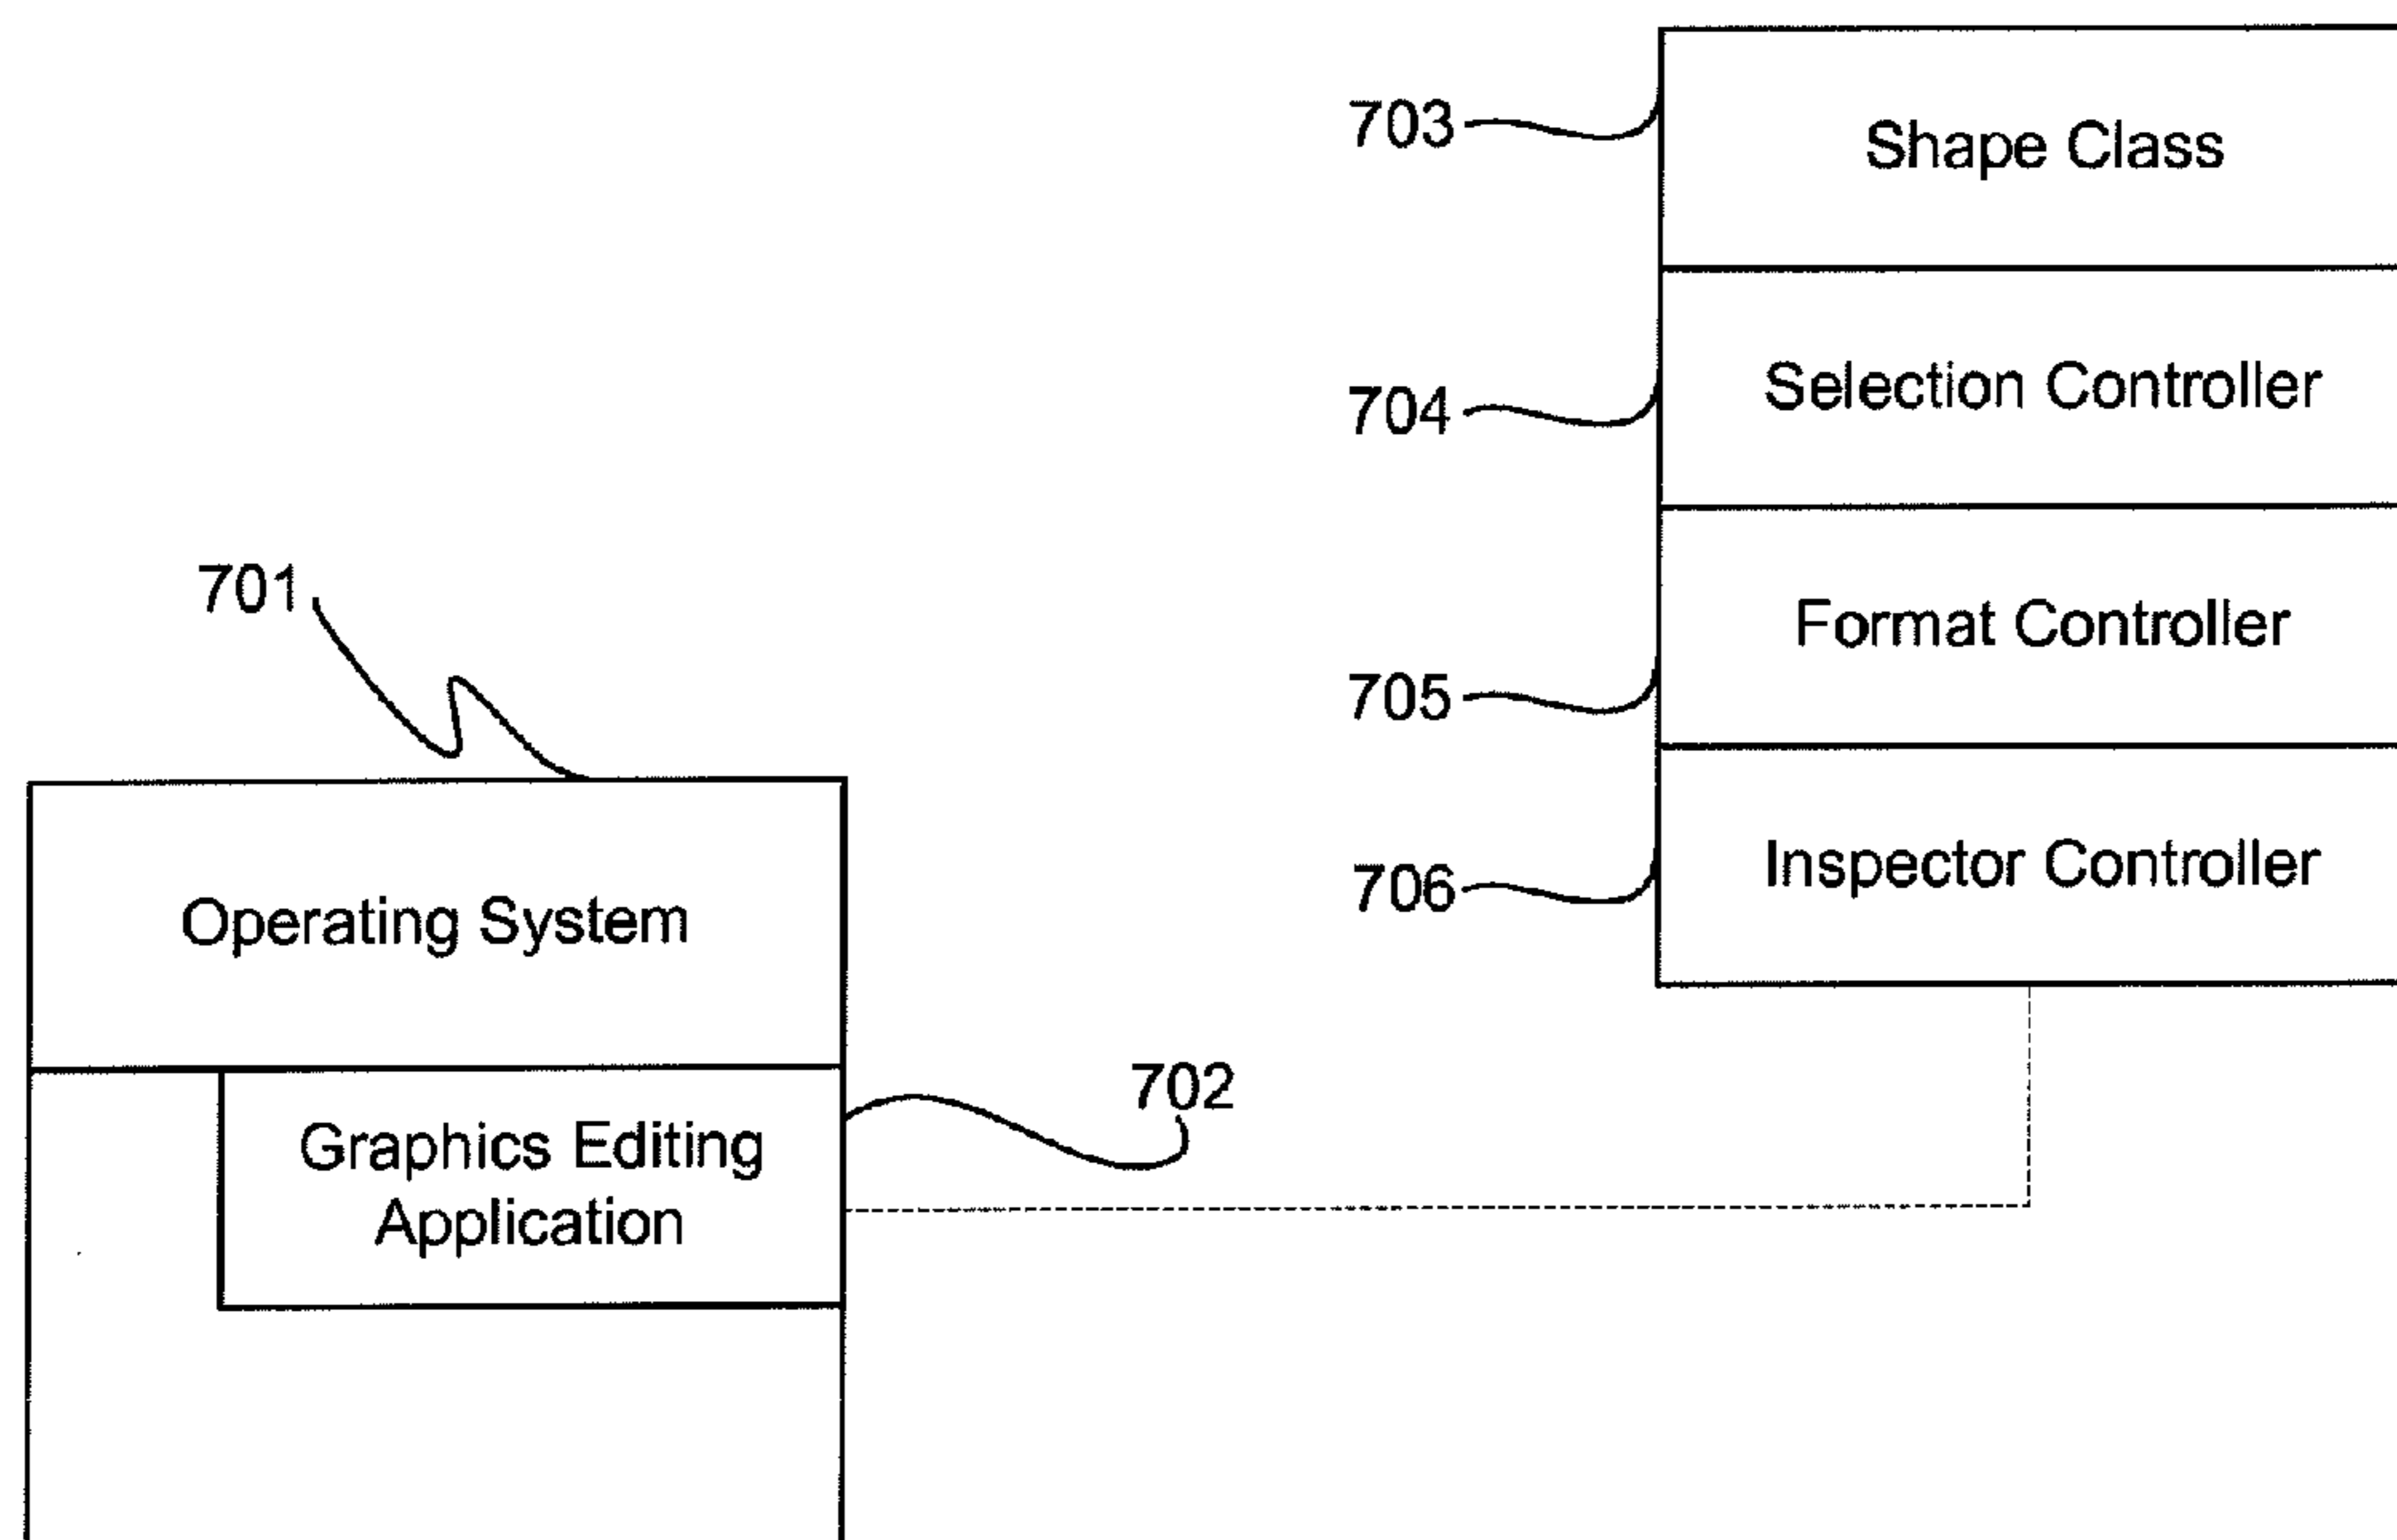 703
Shape Class
704
Selection Controller
705
Format Controller
706
Inspector Controller
701
Operating System
702
Graphics Editing
Application